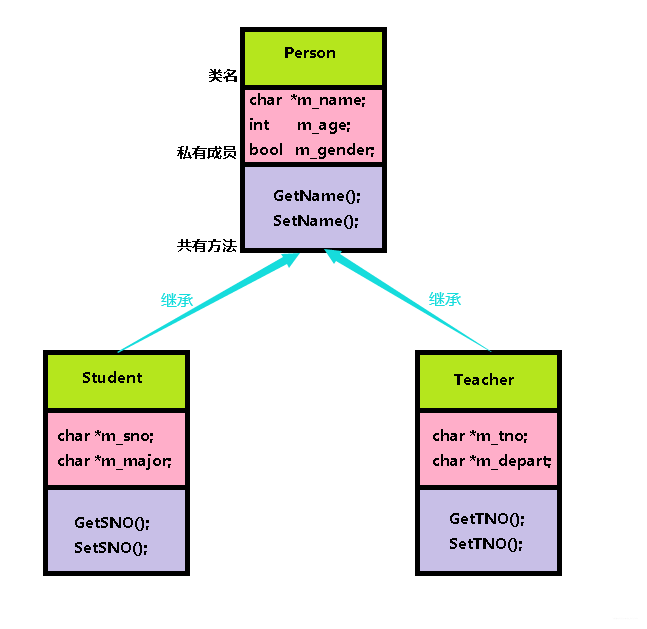 Person
类名
char *m_name;
int m_age;
私有成员
bool m_gender;
GetName();
SetName();
共有方法
继承
继承
Student
char *m_sno;
char *m_major;
GetSNO();
SetSNO();
Teacher
char *m_tno;
char *m_depart;
GetTNO();
SetTNO();